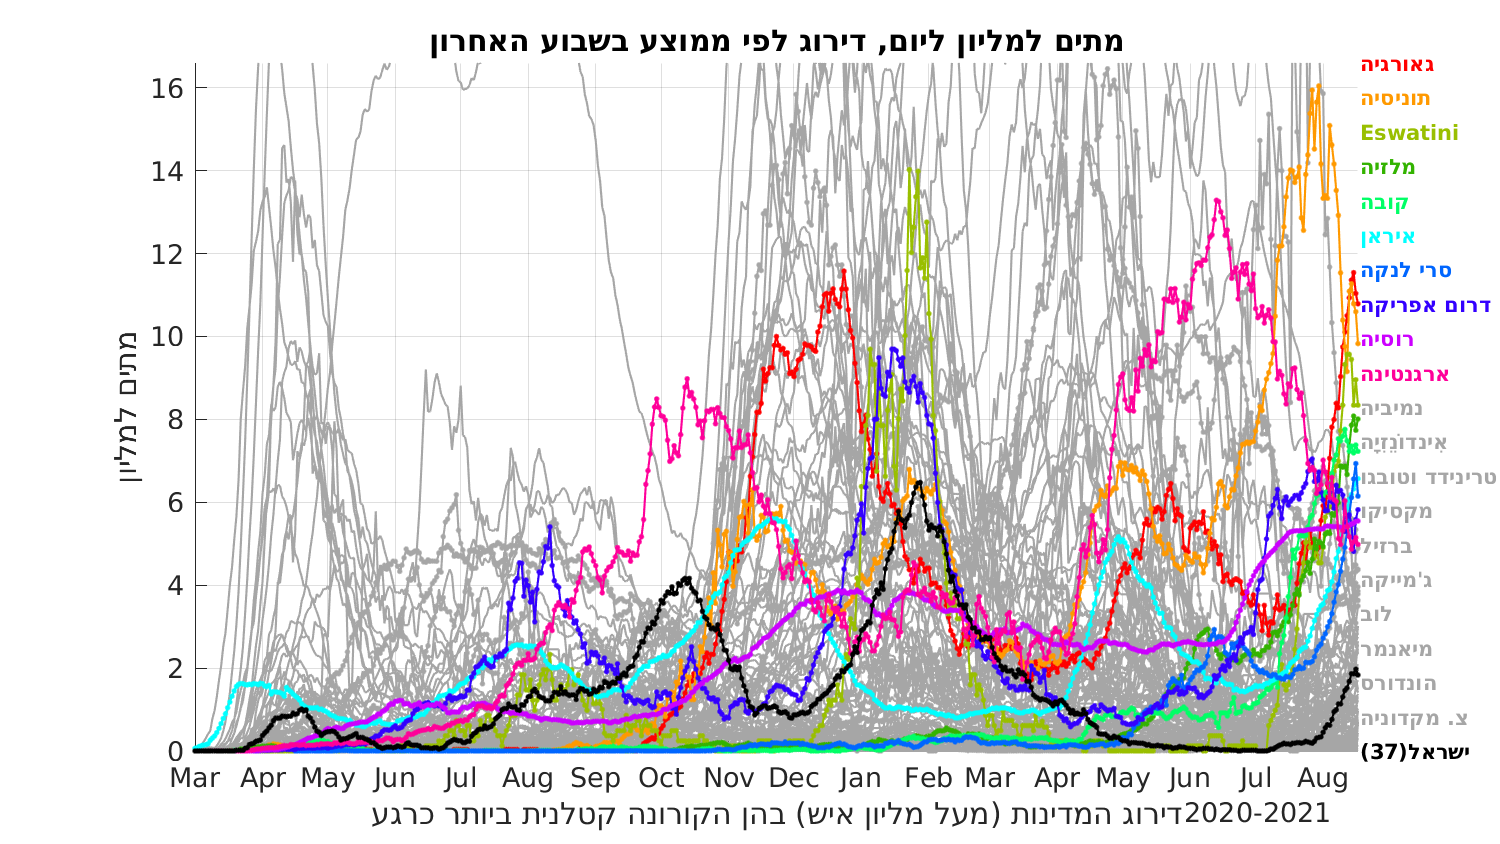 מתים למליון ליום, דירוג לפי ממוצע בשבוע האחרון
מתים למליון
16
14
12
10
8
6
4
2
0
Mar Apr May Jun Jul Aug Sep Oct Nov Dec Jan Feb Mar Apr May Jun Jul Aug
דירוג המדינות (מעל מליון איש) בהן הקורונה קטלנית ביותר כרגע2020-2021
גאורגיה
תוניסיה
Eswatini
מלזיה
קובה
איראן
סרי לנקה
דרום אפריקה
רוסיה
ארגנטינה
נמיביה
אִינדוֹנֵזִיָה
טרינידד וטובגו
מקסיקו
ברזיל
ג'מייקה
לוב
מיאנמר
הונדורס
צ. מקדוניה
ישראל(37)